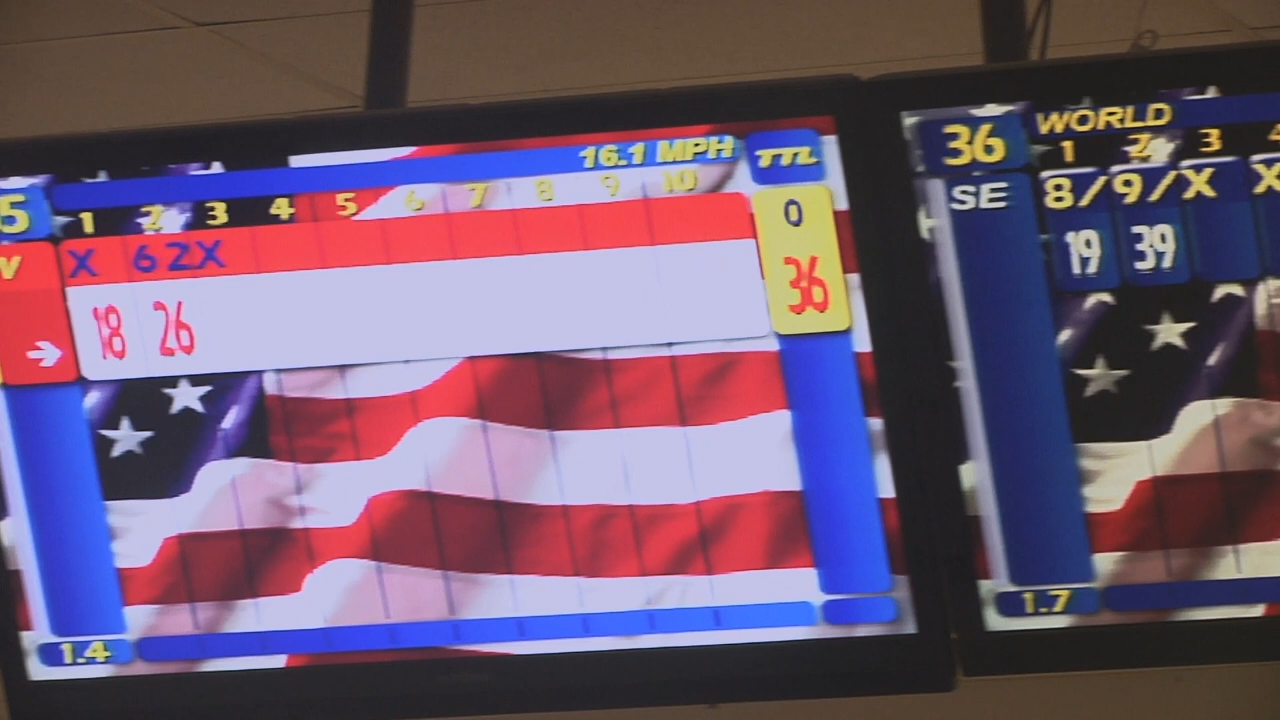 16.1 MPH TTL
5 1 2 3 4 5 6 7 8 9 10
X 6 2 X 0
18 26 36
1.4
36 WORLD
1 2 3 4
SE 8/ 9/ X X
19 39
1.7